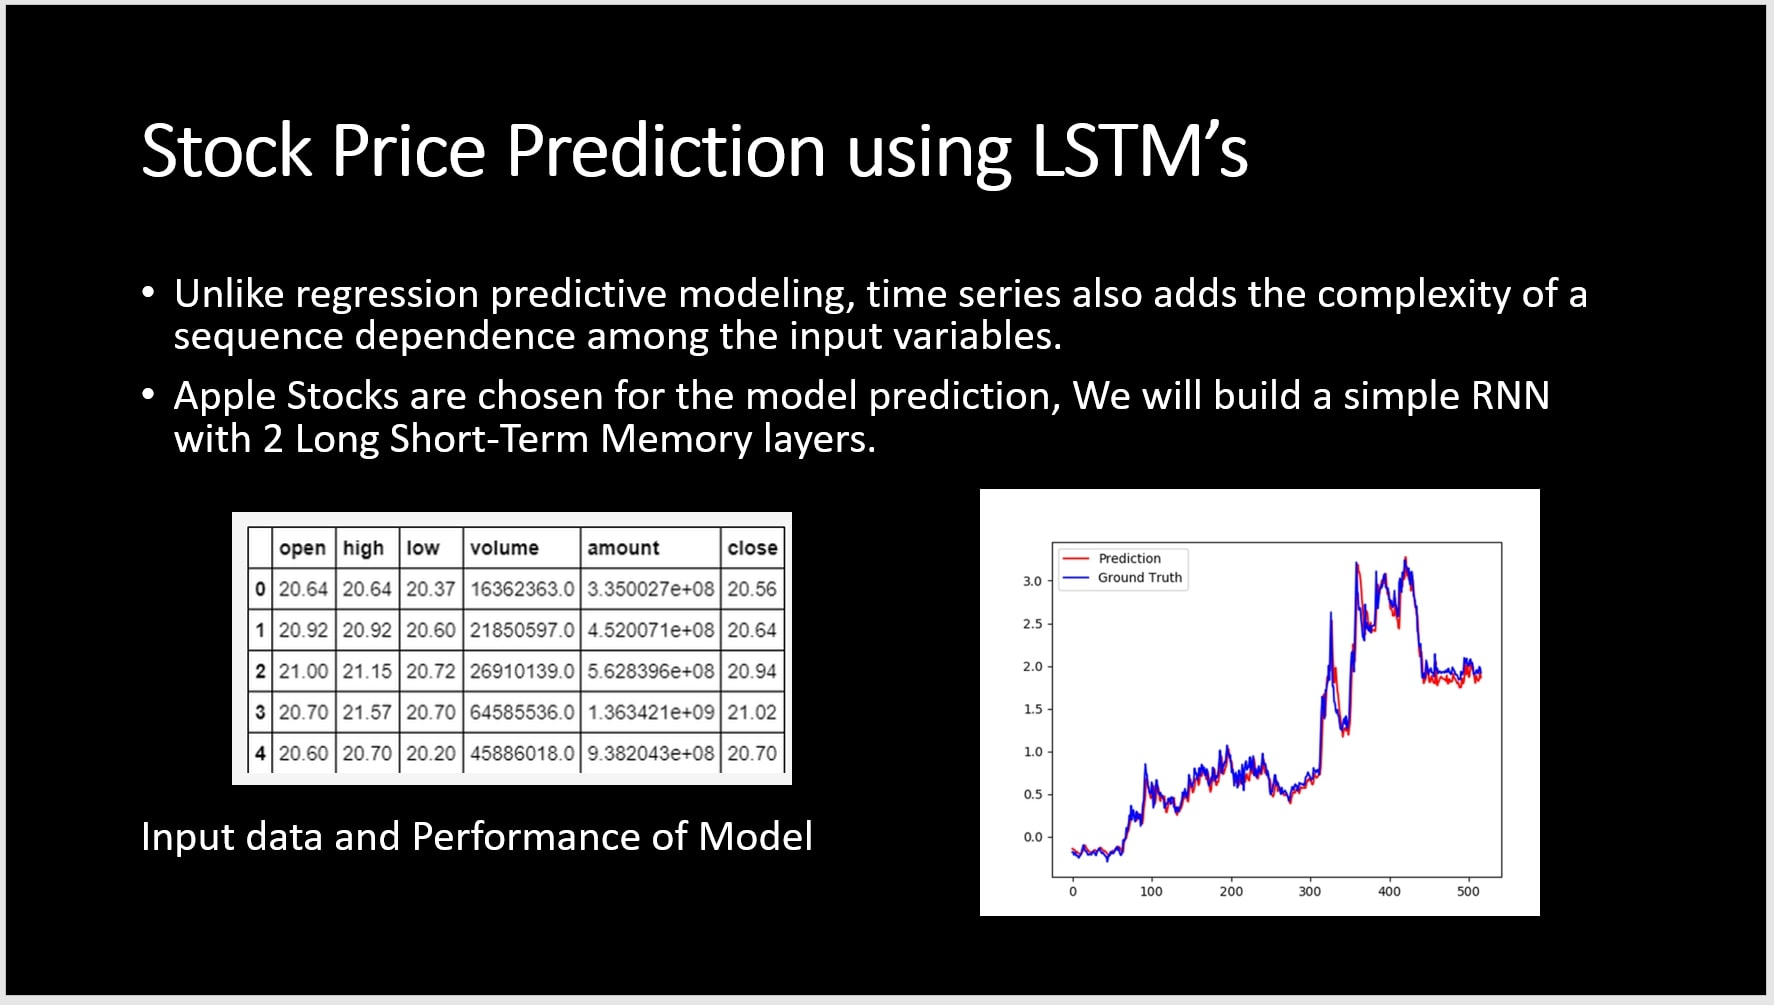 Stock Price Prediction using LSTM’s
• Unlike regression predictive modeling, time series also adds the complexity of a
sequence dependence among the input variables.
• Apple Stocks are chosen for the model prediction, We will build a simple RNN
with 2 Long Short-Term Memory layers.
open high low volume amount close
0 20.64 20.64 20.37 16362363.0 3.350027e+08 20.56
1 20.92 20.92 20.60 21850597.0 4.520071e+08 20.64
2 21.00 21.15 20.72 26910139.0 5.628396e+08 20.94
3 20.70 21.57 20.70 64585536.0 1.363421e+09 21.02
4 20.60 20.70 20.20 45886018.0 9.382043e+08 20.70
Input data and Performance of Model
Prediction
Ground Truth
3.0
2.5
2.0
1.5
1.0
0.5
0.0
0 100 200 300 400 500